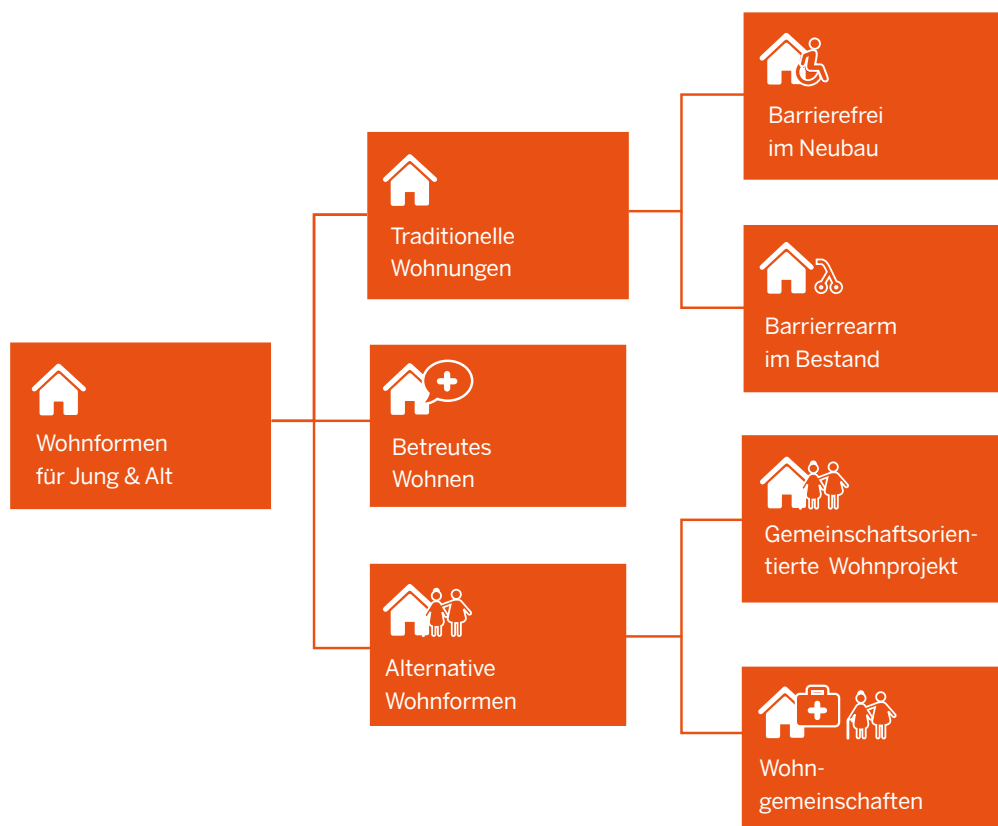 Wohnformen
für Jung & Alt
Traditionelle
Wohnungen
Betreutes
Wohnen
Alternative
Wohnformen
Barrierefrei
im Neubau
Barrierrearm
im Bestand
Gemeinschaftsorien-
tierte Wohnprojekt
Wohn-
gemeinschaften